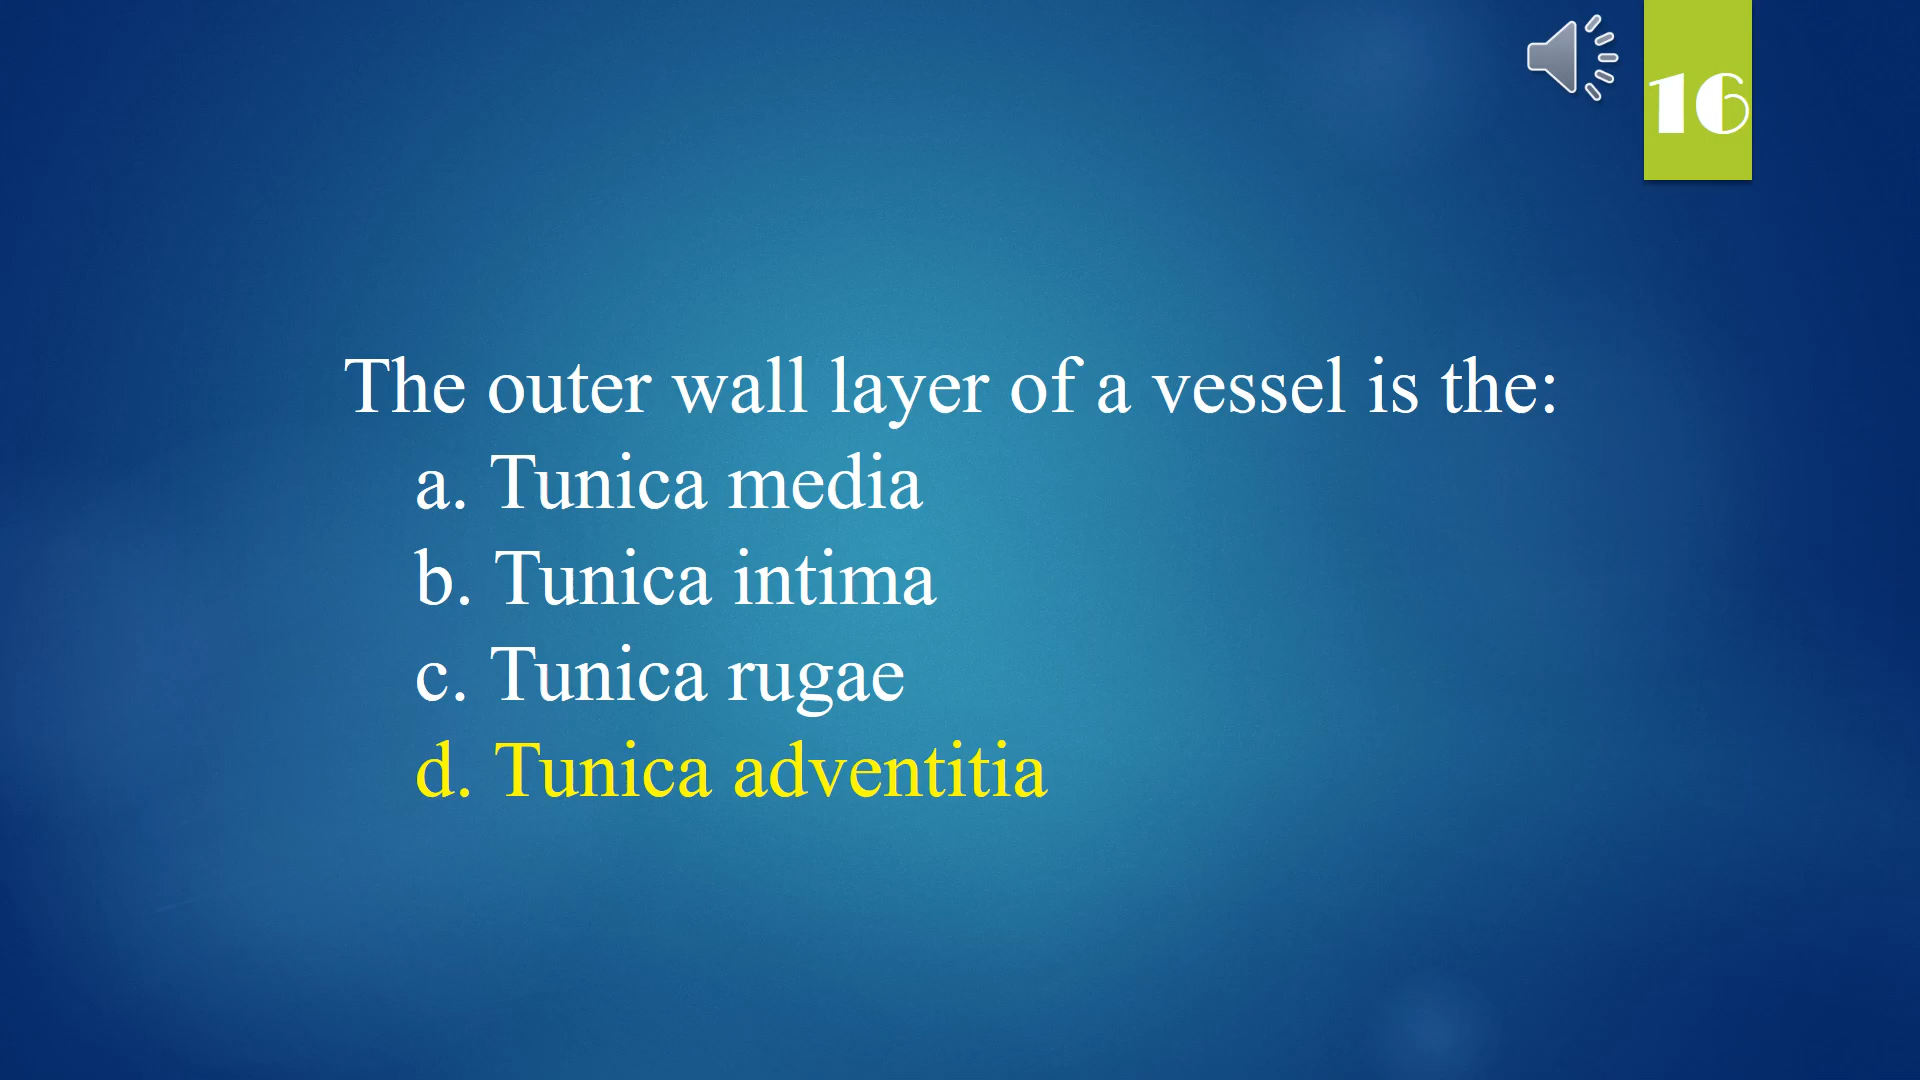 16
The outer wall layer of a vessel is the:
a. Tunica media
b. Tunica intima
c. Tunica rugae
d. Tunica adventitia